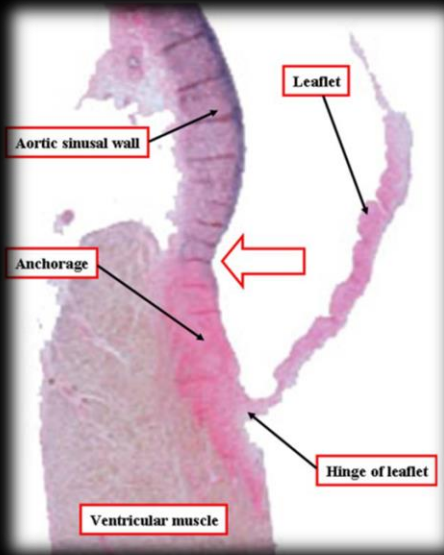 Leaflet
Aortic sinusal wall
Anchorage
Hinge of leaflet
Ventricular muscle